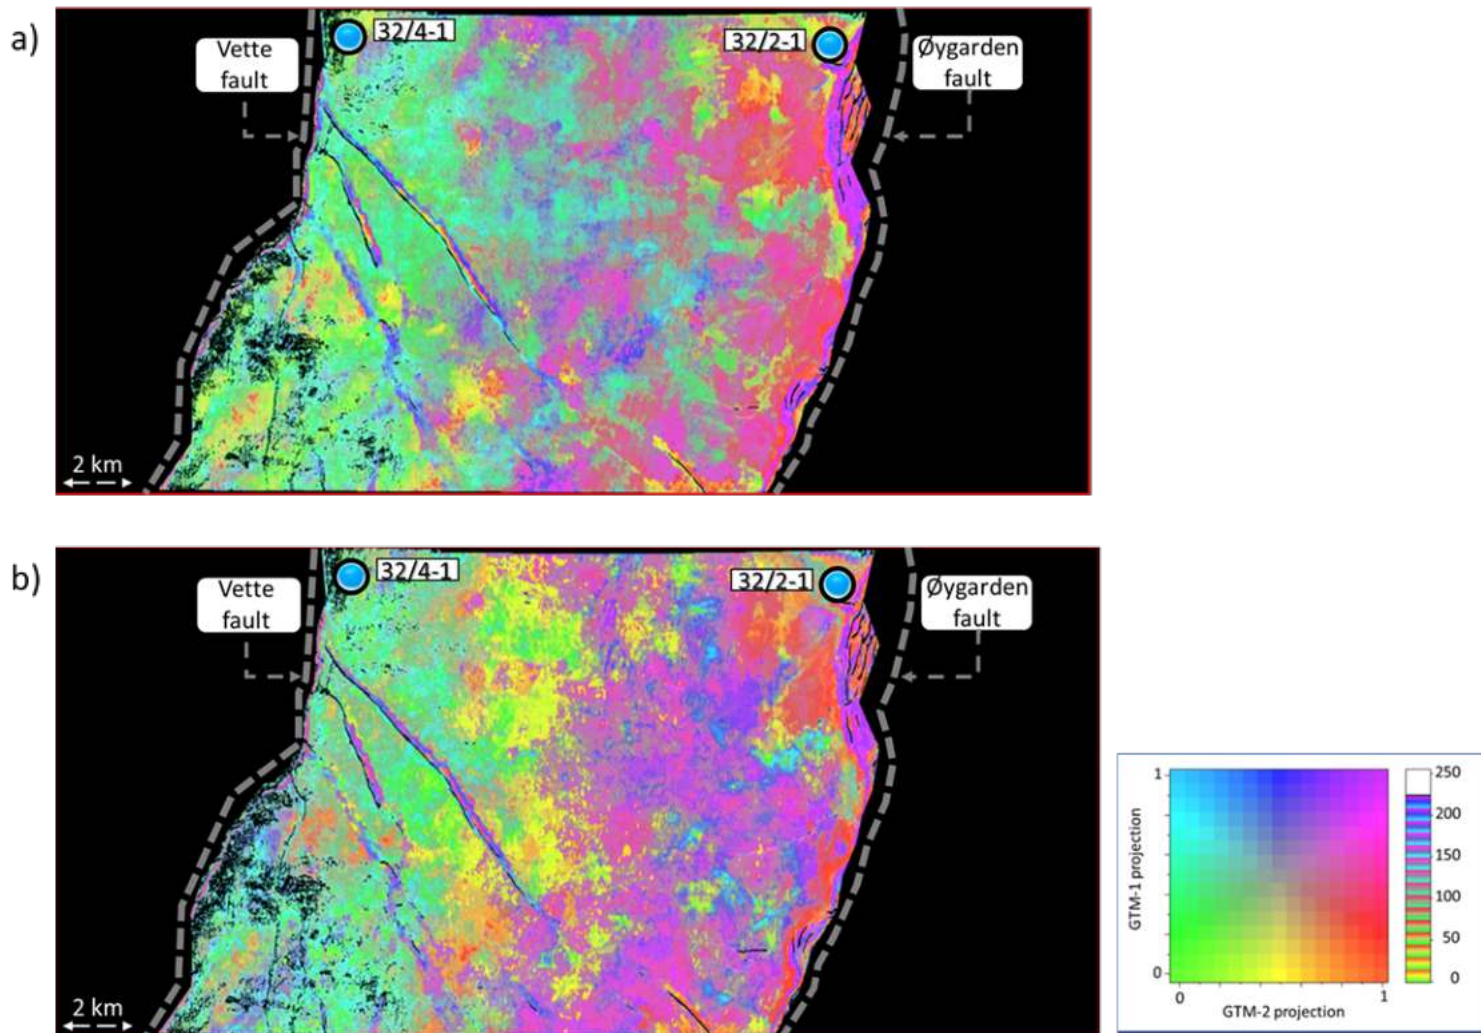 a)
32/4-1
32/2-1
Vette
fault
Øygarden
fault
2 km
b)
32/4-1
32/2-1
Vette
fault
Øygarden
fault
2 km
1
0
GTM-1 projection
0
1
GTM-2 projection
250
200
150
100
50
0